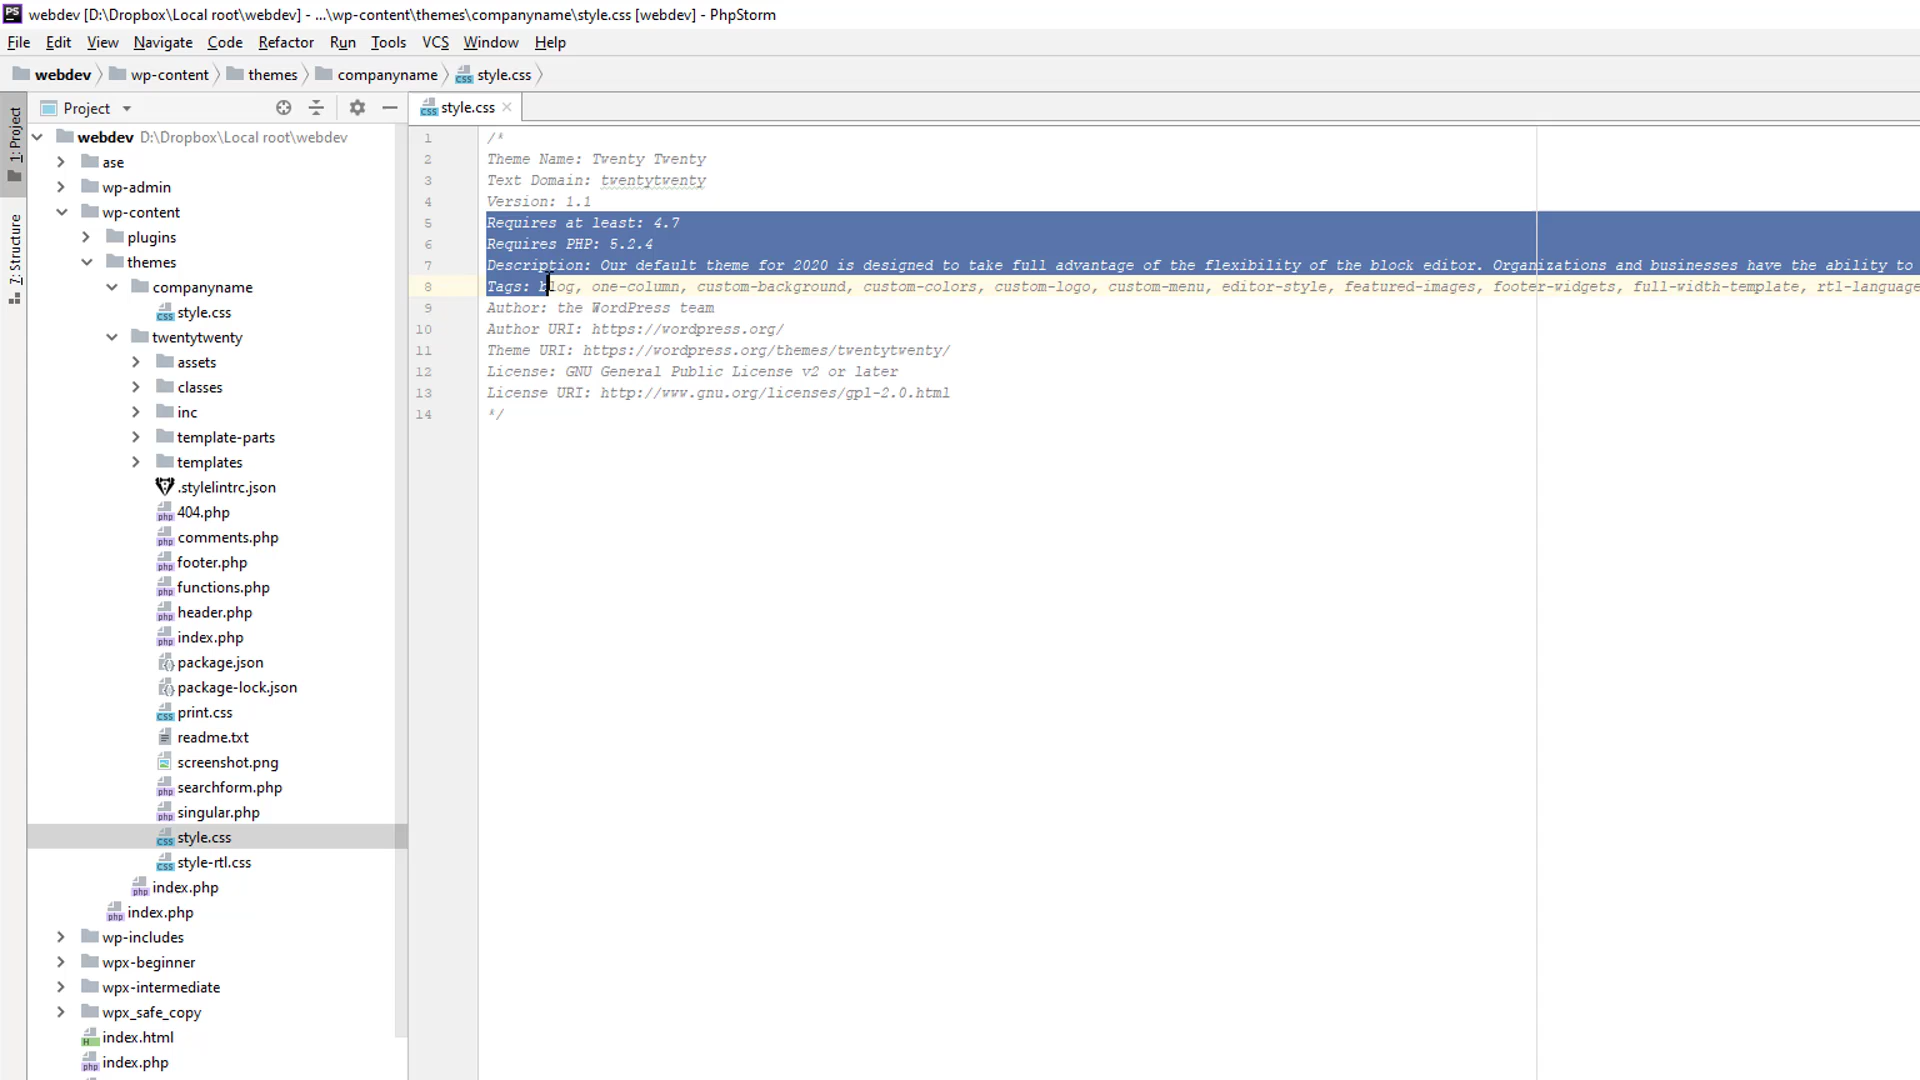 webdev [D:\Dropbox\Local root\webdev] - ...\wp-content\themes\companyname\style.css [webdev] - PhpStorm
File Edit View Navigate Code Refactor Run Tools VCS Window Help
webdev wp-content themes companyname style.css
Project
style.css
1: Project
7: Structure
webdev D:\Dropbox\Local root\webdev
ase
wp-admin
wp-content
plugins
themes
companyname
style.css
twentytwenty
assets
classes
inc
template-parts
templates
.stylelintrc.json
404.php
comments.php
footer.php
functions.php
header.php
index.php
package.json
package-lock.json
print.css
readme.txt
screenshot.png
searchform.php
singular.php
style.css
style-rtl.css
index.php
index.php
wp-includes
wpx-beginner
wpx-intermediate
wpx_safe_copy
index.html
index.php
1 /*
2 Theme Name: Twenty Twenty
3 Text Domain: twentytwenty
4 Version: 1.1
5 Requires at least: 4.7
6 Requires PHP: 5.2.4
7 Description: Our default theme for 2020 is designed to take full advantage of the flexibility of the block editor. Organizations and businesses have the ability to
8 Tags: blog, one-column, custom-background, custom-colors, custom-logo, custom-menu, editor-style, featured-images, footer-widgets, full-width-template, rtl-language
9 Author: the WordPress team
10 Author URI: https://wordpress.org/
11 Theme URI: https://wordpress.org/themes/twentytwenty/
12 License: GNU General Public License v2 or later
13 License URI: http://www.gnu.org/licenses/gpl-2.0.html
14 */